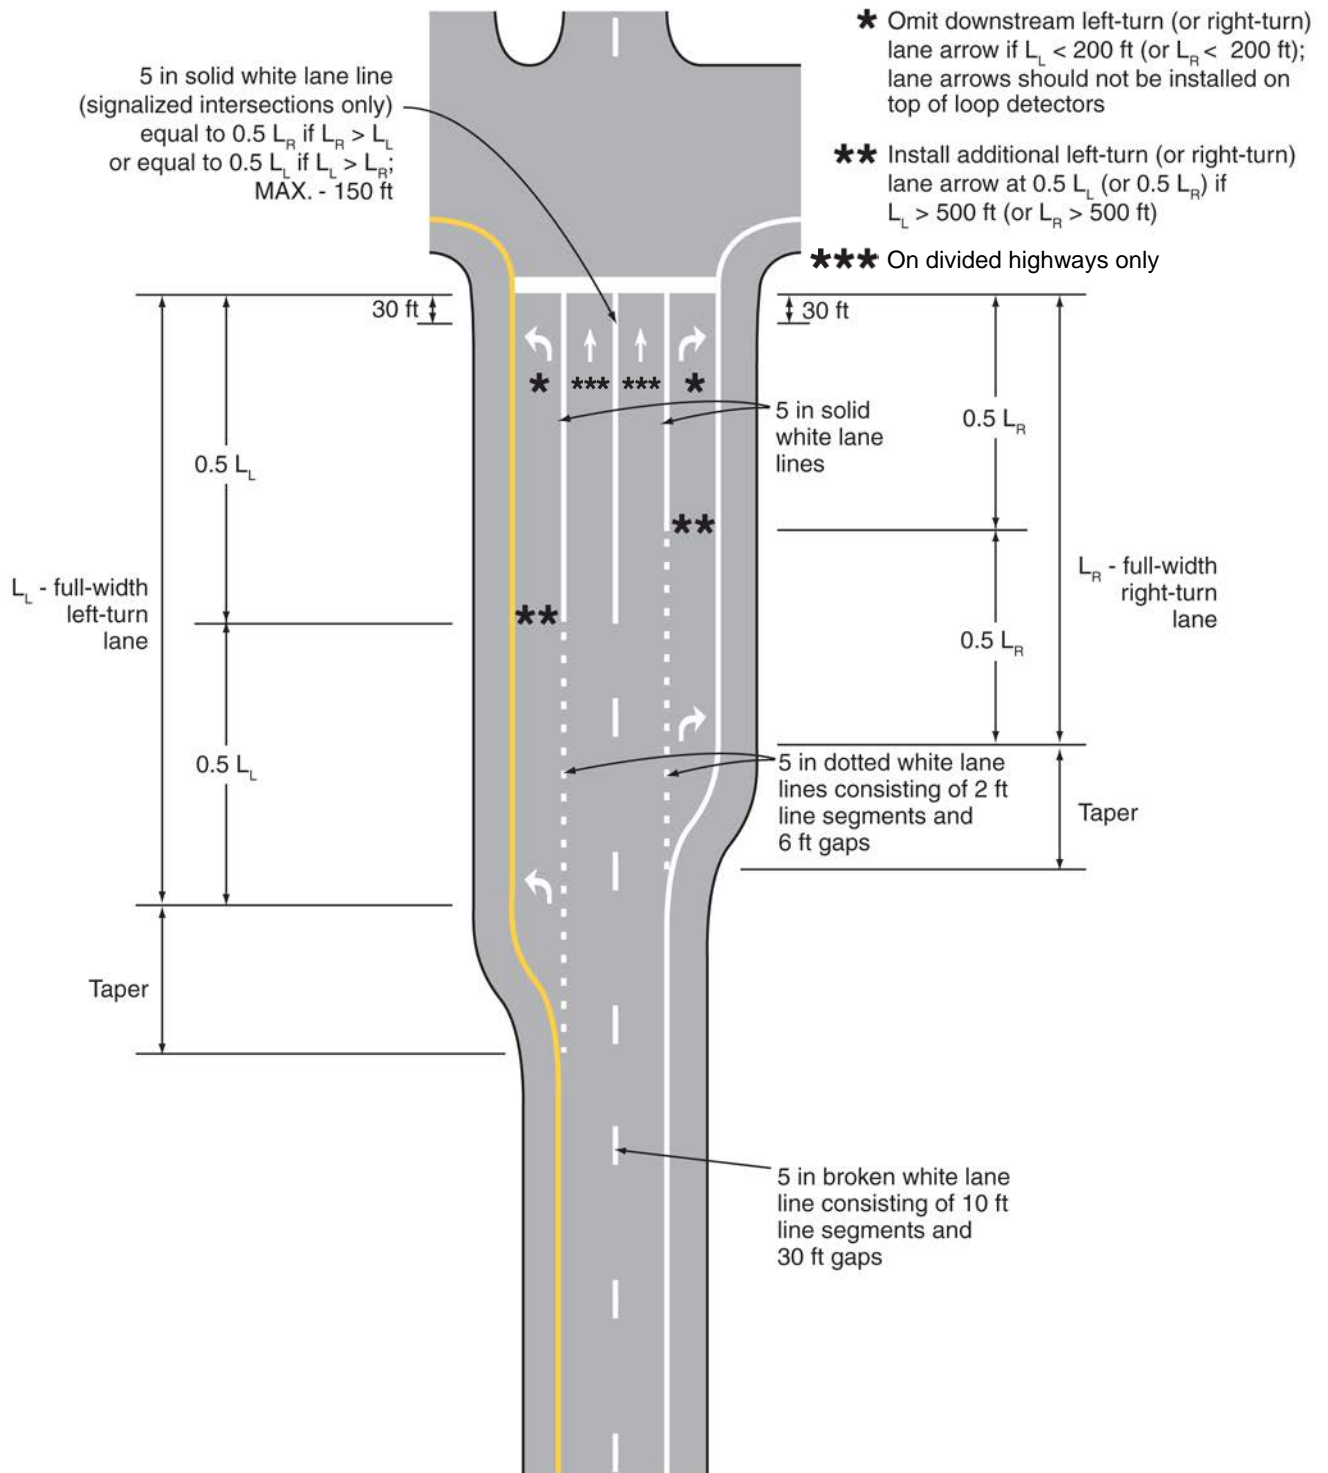 * Omit downstream left-turn (or right-turn)
lane arrow if L_L < 200 ft (or L_R < 200 ft);
lane arrows should not be installed on
top of loop detectors
** Install additional left-turn (or right-turn)
lane arrow at 0.5 L_L (or 0.5 L_R) if
L_L > 500 ft (or L_R > 500 ft)
*** On divided highways only
5 in solid white lane line
(signalized intersections only)
equal to 0.5 L_R if L_R > L_L
or equal to 0.5 L_L if L_L > L_R;
MAX. - 150 ft
30 ft
30 ft
* *** *** *
5 in solid
white lane
lines
0.5 L_R
0.5 L_L
**
L_R - full-width
right-turn
lane
L_L - full-width
left-turn
lane
**
0.5 L_R
0.5 L_L
5 in dotted white lane
lines consisting of 2 ft
line segments and
6 ft gaps
Taper
Taper
5 in broken white lane
line consisting of 10 ft
line segments and
30 ft gaps